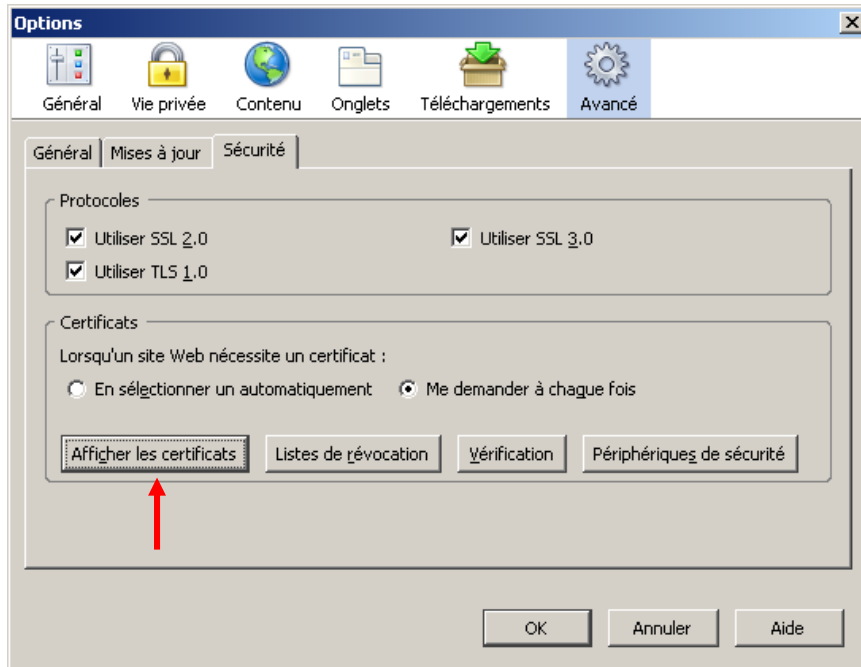 Options
Général Vie privée Contenu Onglets Téléchargements Avancé
Général Mises à jour Sécurité
Protocoles
Utiliser SSL 2.0 Utiliser SSL 3.0
Utiliser TLS 1.0
Certificats
Lorsqu'un site Web nécessite un certificat :
En sélectionner un automatiquement Me demander à chaque fois
Afficher les certificats Listes de révocation Vérification Périphériques de sécurité
OK Annuler Aide